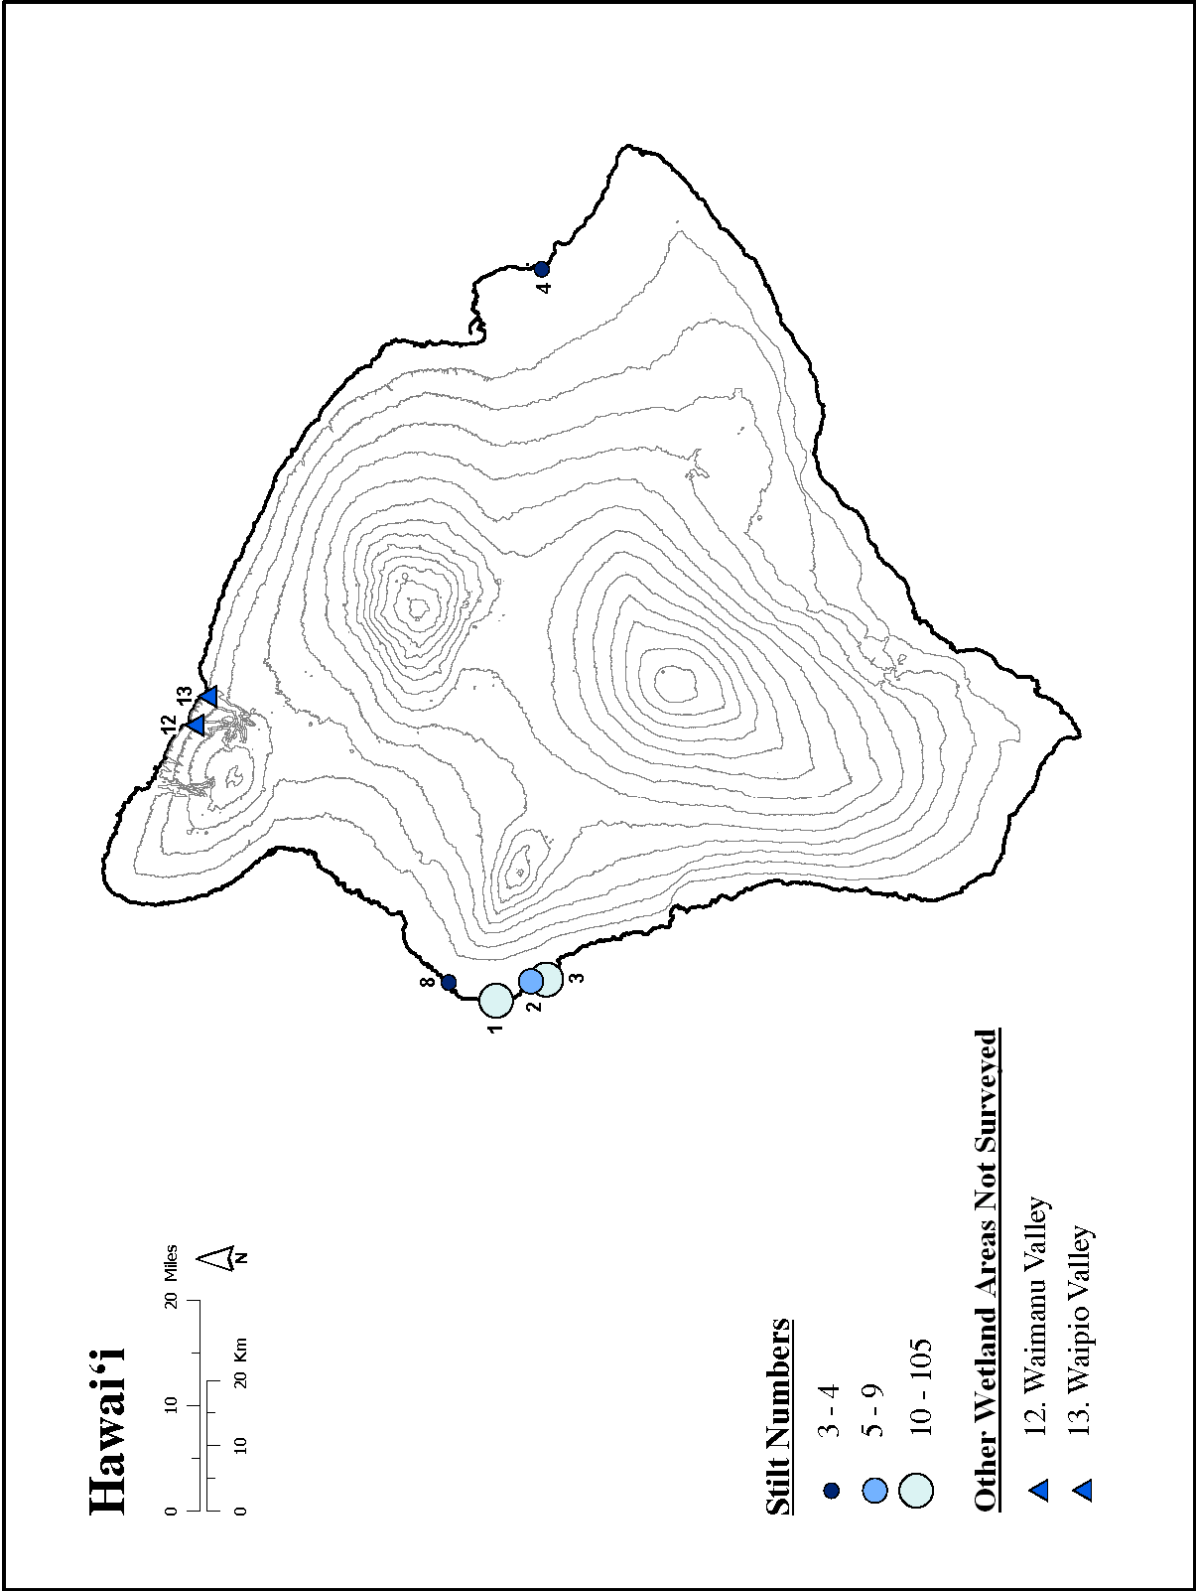 Hawai‘i
0 10 20 Miles
0 10 20 Km
N
12
13
8
1
2
3
4
Stilt Numbers
3 - 4
5 - 9
10 - 105
Other Wetland Areas Not Surveyed
12. Waimanu Valley
13. Waipio Valley